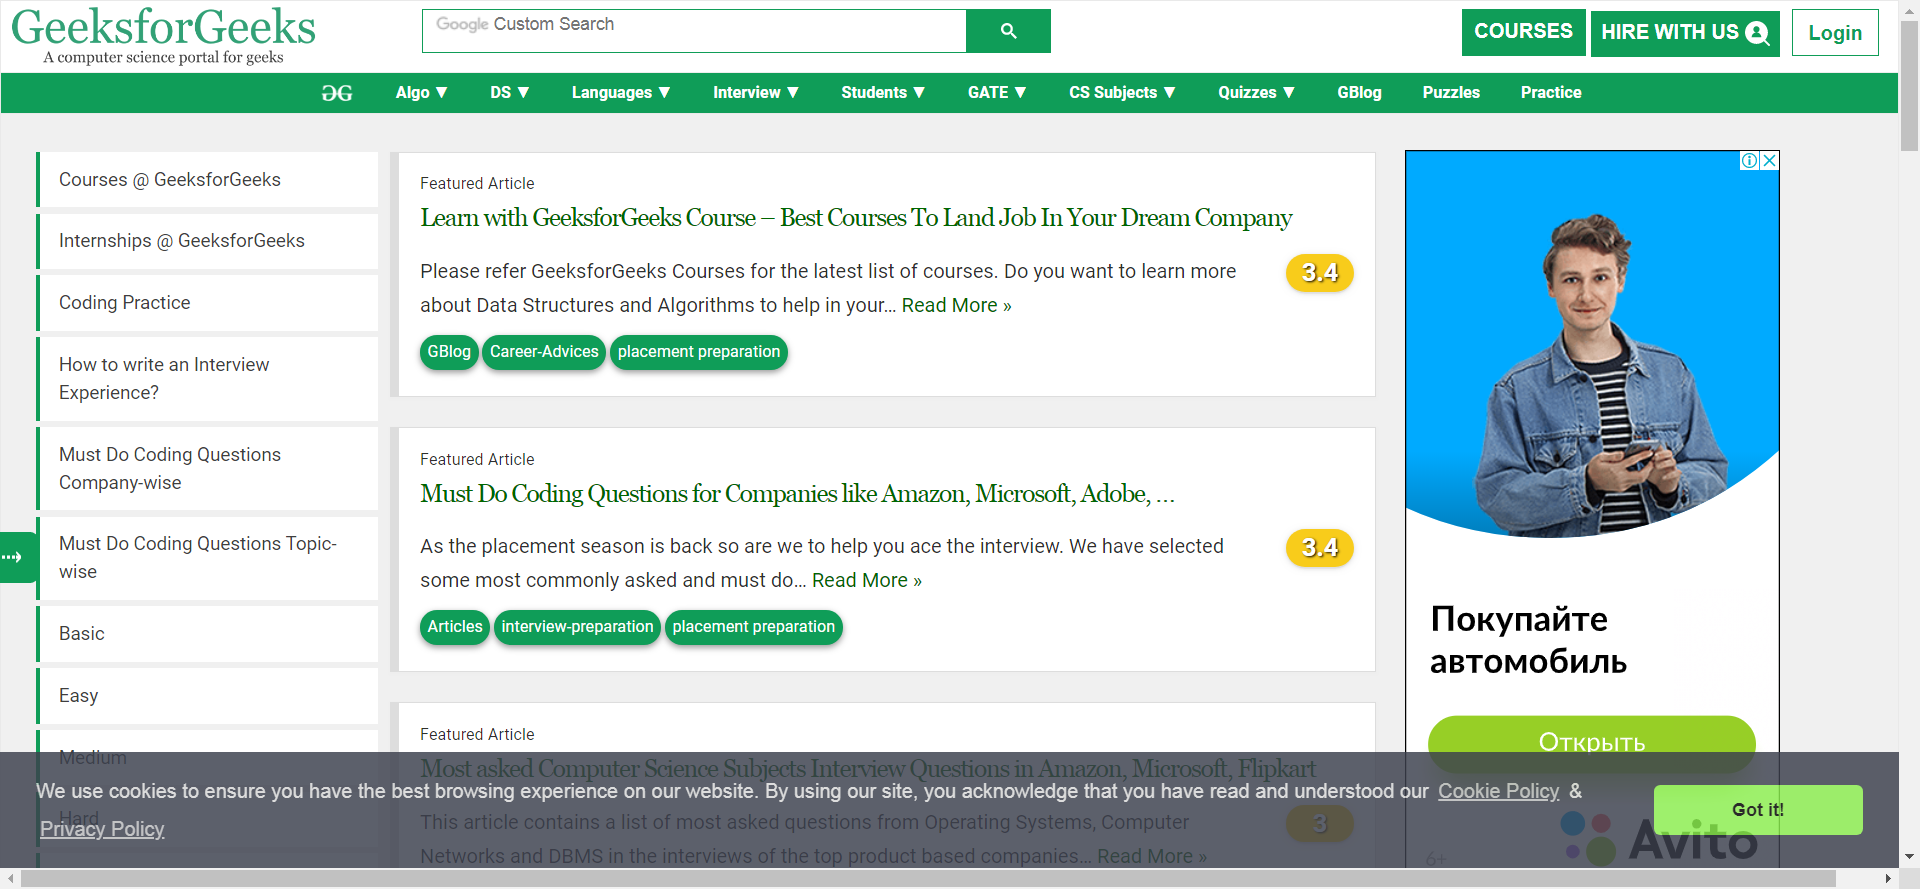 GeeksforGeeks
A computer science portal for geeks
Google Custom Search
COURSES
HIRE WITH US
Login
Algo ▼
DS ▼
Languages ▼
Interview ▼
Students ▼
GATE ▼
CS Subjects ▼
Quizzes ▼
GBlog
Puzzles
Practice
Courses @ GeeksforGeeks
Internships @ GeeksforGeeks
Coding Practice
How to write an Interview
Experience?
Must Do Coding Questions
Company-wise
Must Do Coding Questions Topic-
wise
Basic
Easy
Medium
Hard
Featured Article
Learn with GeeksforGeeks Course – Best Courses To Land Job In Your Dream Company
Please refer GeeksforGeeks Courses for the latest list of courses. Do you want to learn more
about Data Structures and Algorithms to help in your... Read More »
3.4
GBlog Career-Advices placement preparation
Featured Article
Must Do Coding Questions for Companies like Amazon, Microsoft, Adobe, ...
As the placement season is back so are we to help you ace the interview. We have selected
some most commonly asked and must do... Read More »
3.4
Articles interview-preparation placement preparation
Featured Article
Most asked Computer Science Subjects Interview Questions in Amazon, Microsoft, Flipkart
This article contains a list of most asked questions from Operating Systems, Computer
Networks and DBMS in the interviews of the top product based companies... Read More »
3
Покупайте
автомобиль
Открыть
6+
Avito
We use cookies to ensure you have the best browsing experience on our website. By using our site, you acknowledge that you have read and understood our Cookie Policy &
Privacy Policy
Got it!